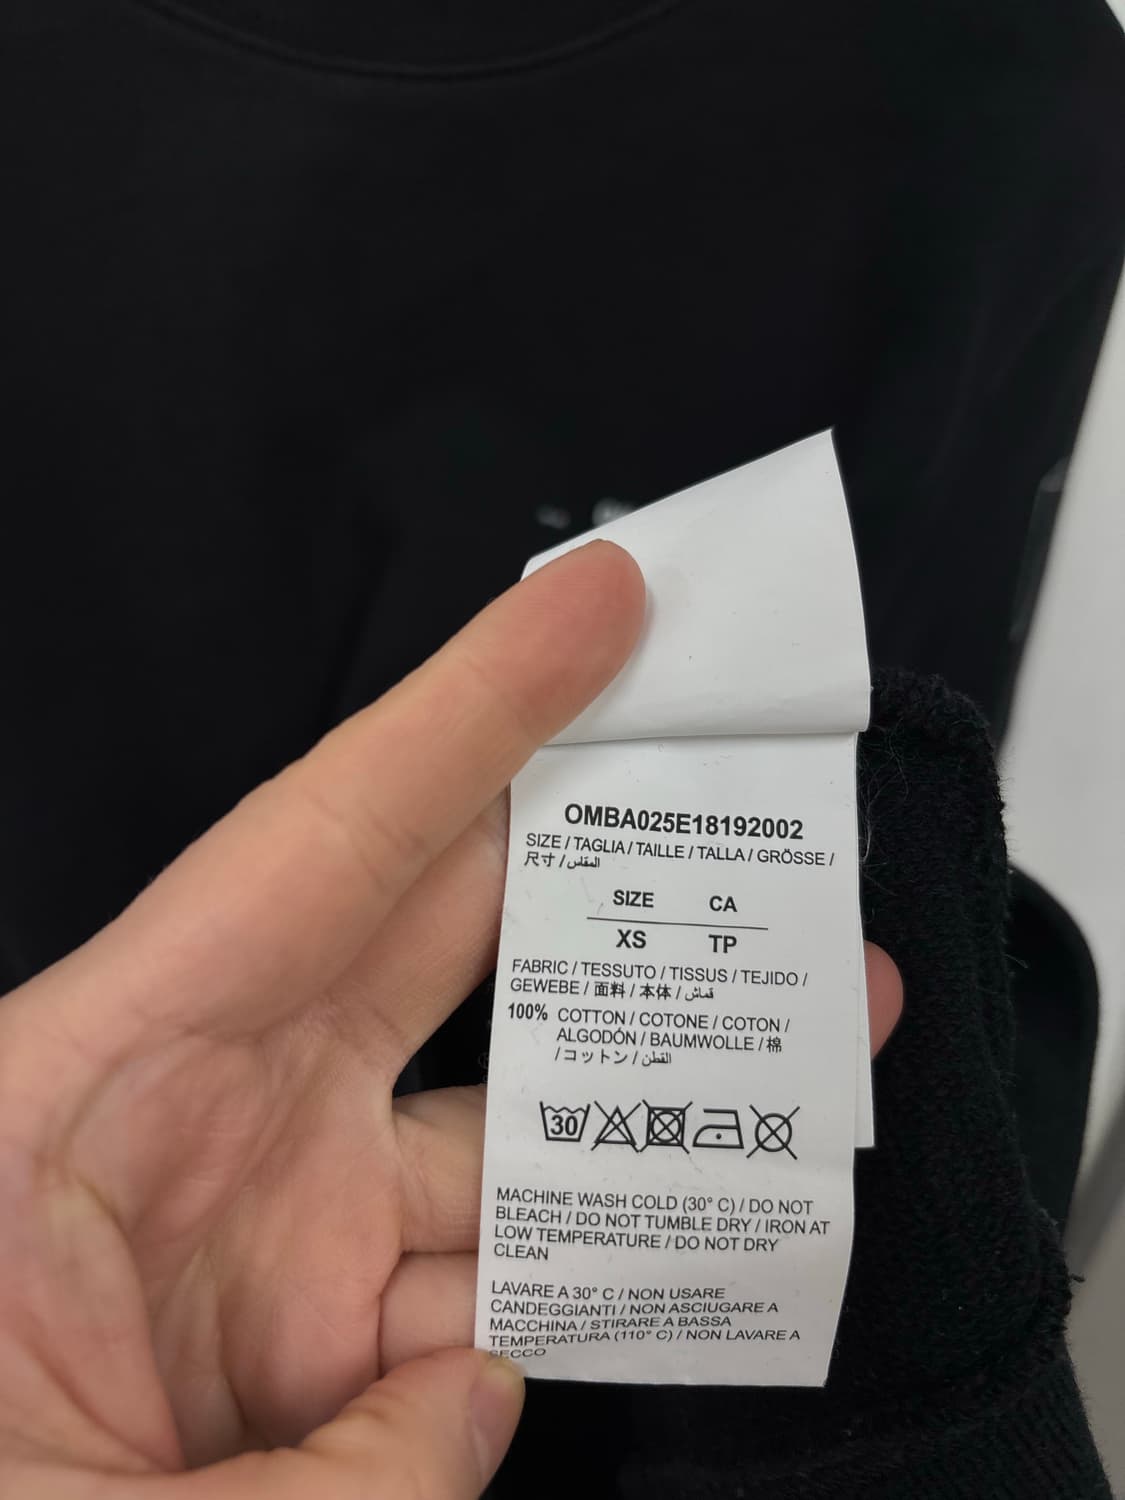 OMBA025E18192002
SIZE / TAGLIA / TAILLE / TALLA / GRÖSSE /
尺寸 / المقاس
SIZE CA
XS TP
FABRIC / TESSUTO / TISSUS / TEJIDO /
GEWEBE / 面料 / 本体 / قماش
100% COTTON / COTONE / COTON /
ALGODÓN / BAUMWOLLE / 棉
/ コットン / القطن
30
MACHINE WASH COLD (30° C) / DO NOT
BLEACH / DO NOT TUMBLE DRY / IRON AT
LOW TEMPERATURE / DO NOT DRY
CLEAN
LAVARE A 30° C / NON USARE
CANDEGGIANTI / NON ASCIUGARE A
MACCHINA / STIRARE A BASSA
TEMPERATURA (110° C) / NON LAVARE A
SECCO